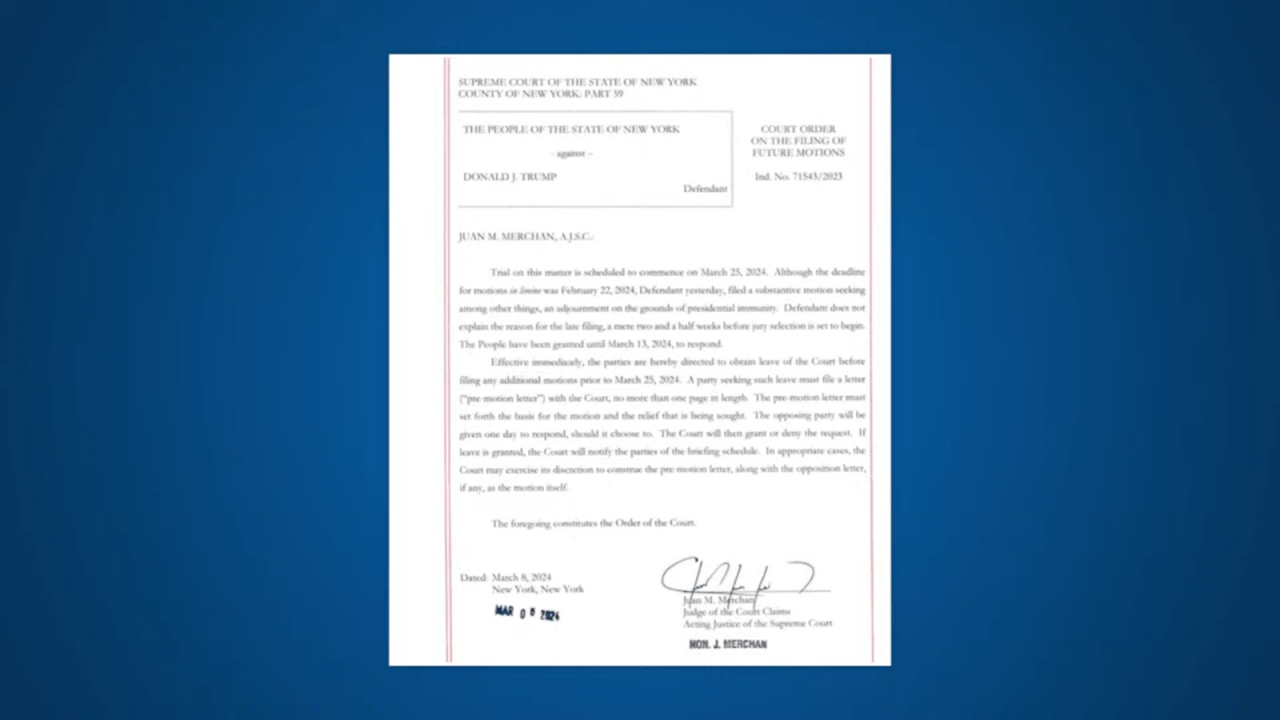 SUPREME COURT OF THE STATE OF NEW YORK
COUNTY OF NEW YORK: PART 59
THE PEOPLE OF THE STATE OF NEW YORK
- against -
DONALD J. TRUMP
Defendant
COURT ORDER
ON THE FILING OF
FUTURE MOTIONS
Ind. No. 71543/2023
JUAN M. MERCHAN, A.J.S.C.:
Trial on this matter is scheduled to commence on March 25, 2024. Although the deadline
for motions in limine was February 22, 2024, Defendant yesterday, filed a substantive motion seeking
among other things, an adjournment on the grounds of presidential immunity. Defendant does not
explain the reason for the late filing, a mere two and a half weeks before jury selection is set to begin.
The People have been granted until March 13, 2024, to respond.
Effective immediately, the parties are hereby directed to obtain leave of the Court before
filing any additional motions prior to March 25, 2024. A party seeking such leave must file a letter
("pre-motion letter") with the Court, no more than one page in length. The pre-motion letter must
set forth the basis for the motion and the relief that is being sought. The opposing party will be
given one day to respond, should it choose to. The Court will then grant or deny the request. If
leave is granted, the Court will notify the parties of the briefing schedule. In appropriate cases, the
Court may exercise its discretion to construe the pre-motion letter, along with the opposition letter,
if any, as the motion itself.
The foregoing constitutes the Order of the Court.
Dated: March 8, 2024
New York, New York
MAR 0 8 2024
Juan M. Merchan
Judge of the Court Claims
Acting Justice of the Supreme Court
HON. J. MERCHAN